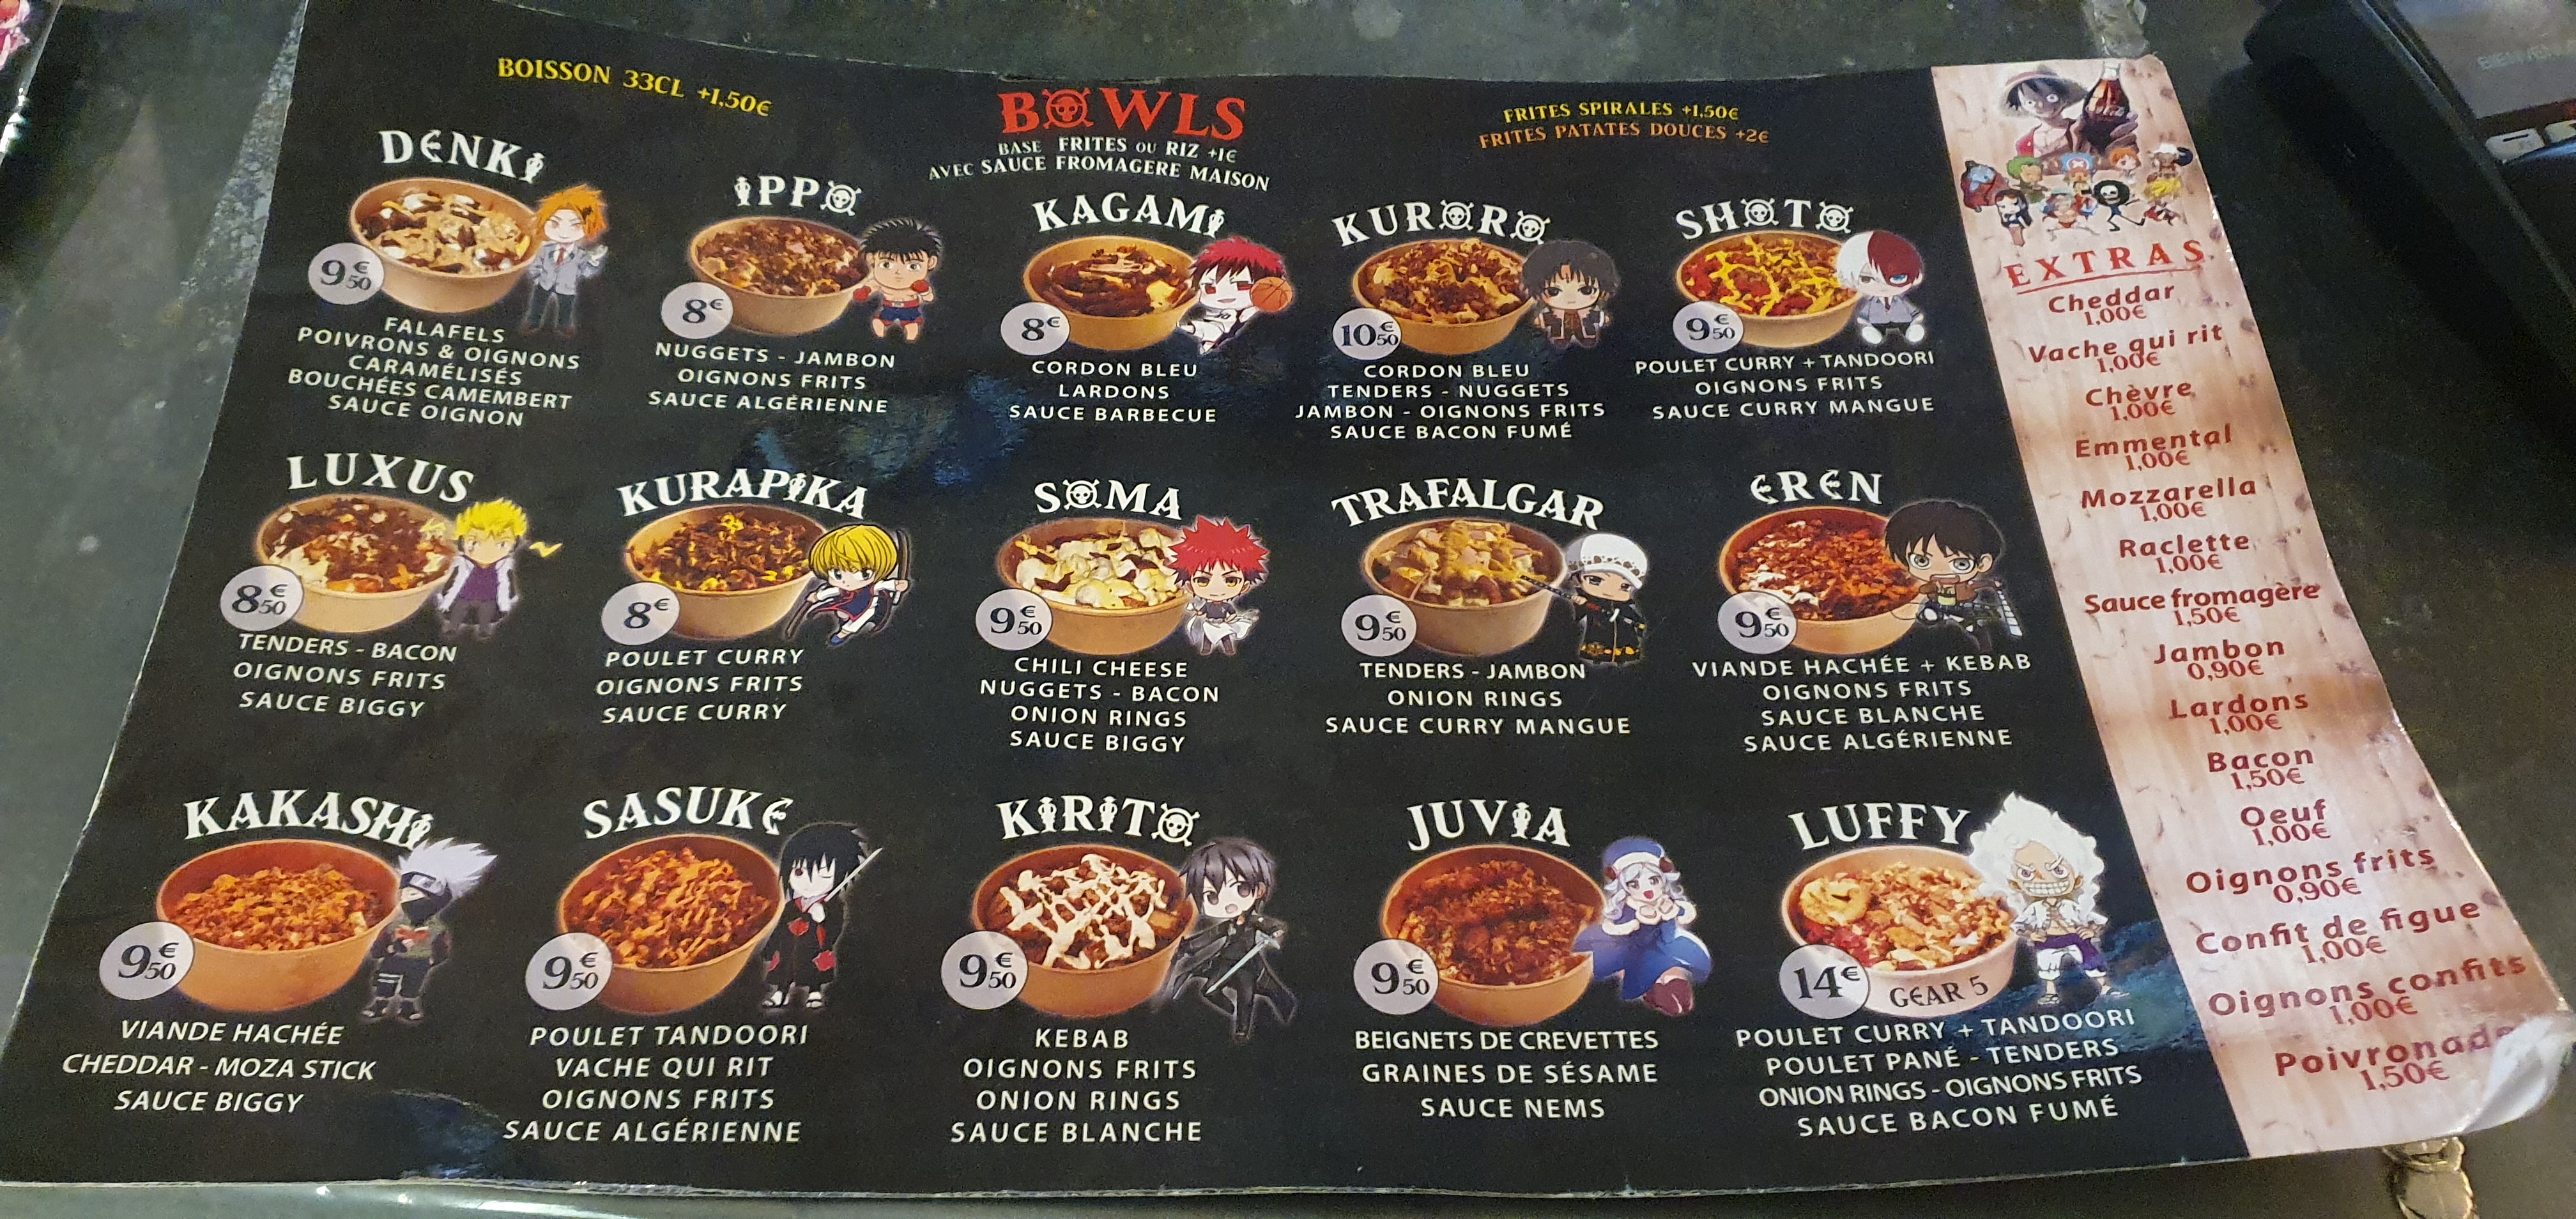 BOISSON 33CL +1,50€
BOWLS
BASE FRITES OU RIZ +1€
AVEC SAUCE FROMAGERE MAISON
FRITES SPIRALES +1,50€
FRITES PATATES DOUCES +2€
DENKI
9€50
FALAFELS
POIVRONS & OIGNONS
CARAMÉLISÉS
BOUCHÉES CAMEMBERT
SAUCE OIGNON
IPPO
8€
NUGGETS - JAMBON
OIGNONS FRITS
SAUCE ALGÉRIENNE
KAGAMI
8€
CORDON BLEU
LARDONS
SAUCE BARBECUE
KURORO
10€50
CORDON BLEU
TENDERS - NUGGETS
JAMBON - OIGNONS FRITS
SAUCE BACON FUMÉ
SHOTO
9€50
POULET CURRY + TANDOORI
OIGNONS FRITS
SAUCE CURRY MANGUE
LUXUS
8€50
TENDERS - BACON
OIGNONS FRITS
SAUCE BIGGY
KURAPIKA
8€
POULET CURRY
OIGNONS FRITS
SAUCE CURRY
SOMA
9€50
CHILI CHEESE
NUGGETS - BACON
ONION RINGS
SAUCE BIGGY
TRAFALGAR
9€50
TENDERS - JAMBON
ONION RINGS
SAUCE CURRY MANGUE
EREN
9€50
VIANDE HACHÉE + KEBAB
OIGNONS FRITS
SAUCE BLANCHE
SAUCE ALGÉRIENNE
KAKASHI
9€50
VIANDE HACHÉE
CHEDDAR - MOZA STICK
SAUCE BIGGY
SASUKE
9€50
POULET TANDOORI
VACHE QUI RIT
OIGNONS FRITS
SAUCE ALGÉRIENNE
KIRITO
9€50
KEBAB
OIGNONS FRITS
ONION RINGS
SAUCE BLANCHE
JUVIA
9€50
BEIGNETS DE CREVETTES
GRAINES DE SÉSAME
SAUCE NEMS
LUFFY
14€
GEAR 5
POULET CURRY + TANDOORI
POULET PANÉ - TENDERS
ONION RINGS - OIGNONS FRITS
SAUCE BACON FUMÉ
EXTRAS
Cheddar
1,00€
Vache qui rit
1,00€
Chèvre
1,00€
Emmental
1,00€
Mozzarella
1,00€
Raclette
1,00€
Sauce fromagère
1,50€
Jambon
0,90€
Lardons
1,00€
Bacon
1,50€
Oeuf
1,00€
Oignons frits
0,90€
Confit de figue
1,00€
Oignons confits
1,00€
Poivronade
1,50€